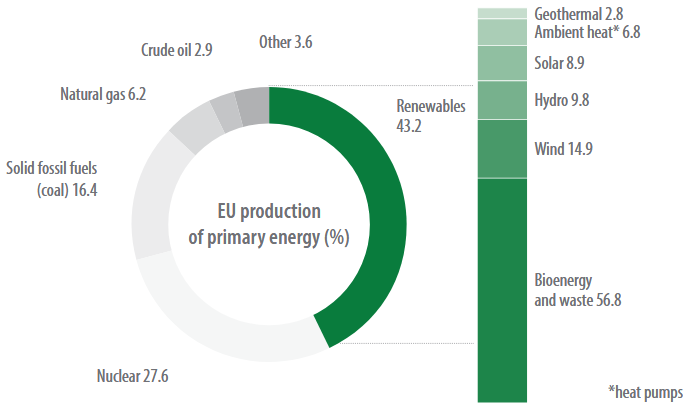 EU production
of primary energy (%)
Renewables
43.2
Nuclear 27.6
Solid fossil fuels
(coal) 16.4
Natural gas 6.2
Crude oil 2.9
Other 3.6
Geothermal 2.8
Ambient heat* 6.8
Solar 8.9
Hydro 9.8
Wind 14.9
Bioenergy
and waste 56.8
*heat pumps